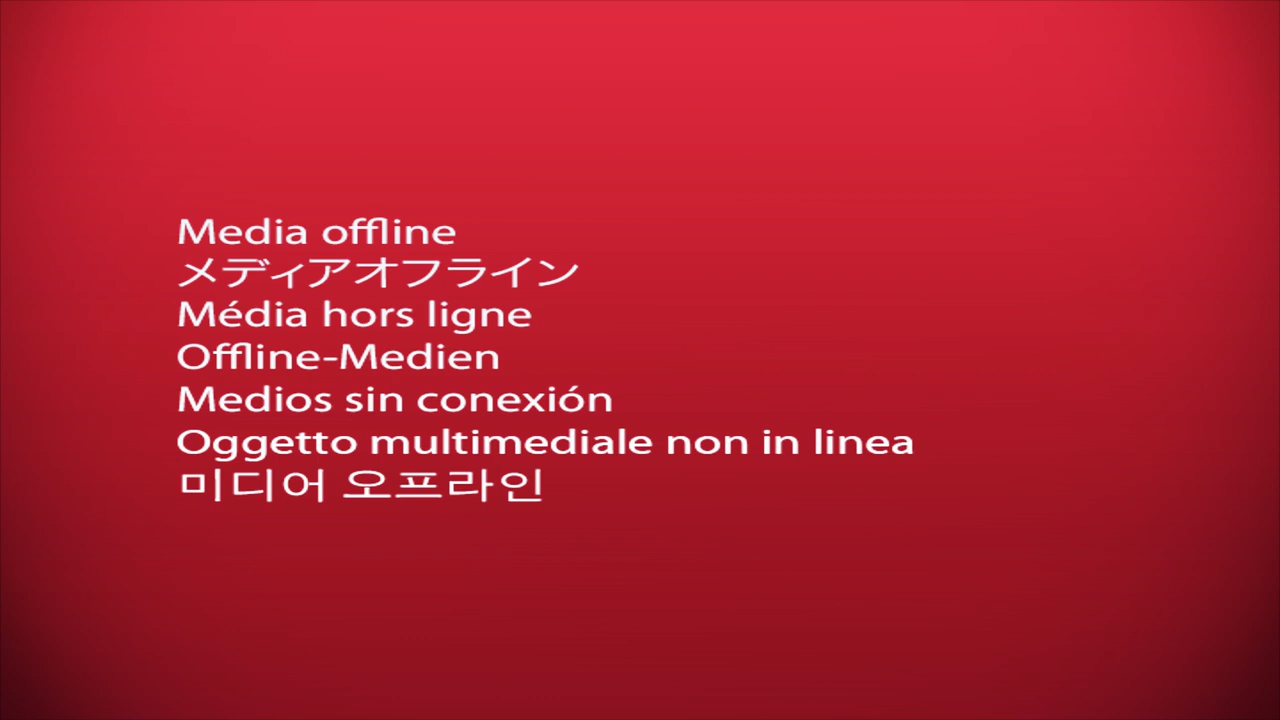 Media offline
メディアオフライン
Média hors ligne
Offline-Medien
Medios sin conexión
Oggetto multimediale non in linea
미디어 오프라인